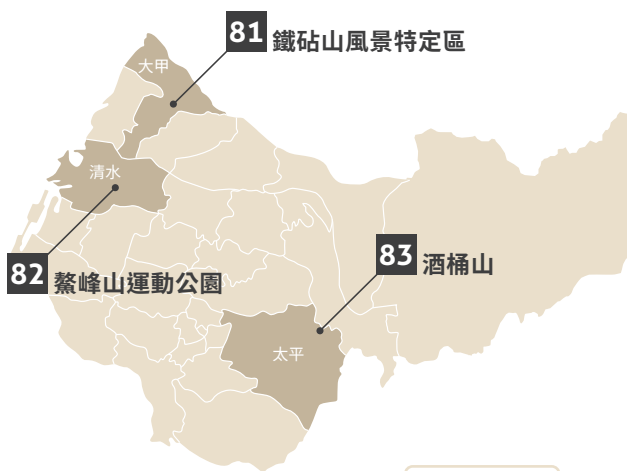 81 鐵砧山風景特定區
大甲
清水
82 鰲峰山運動公園
83 酒桶山
太平